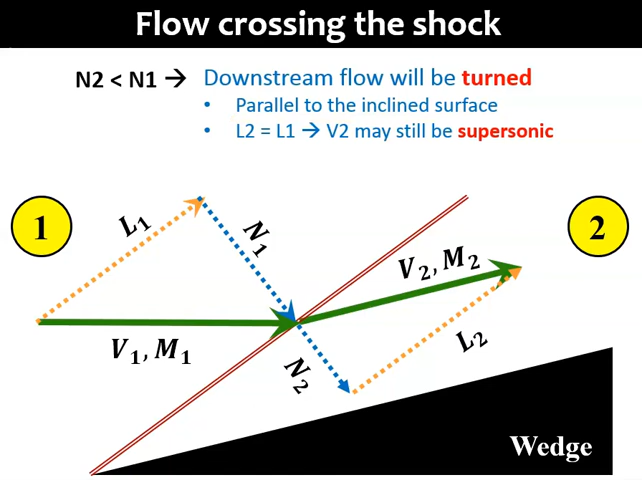 Flow crossing the shock
N2 < N1 → Downstream flow will be turned
• Parallel to the inclined surface
• L2 = L1 → V2 may still be supersonic
1
L₁
N₁
2
V₂, M₂
V₁, M₁
N₂
L₂
Wedge